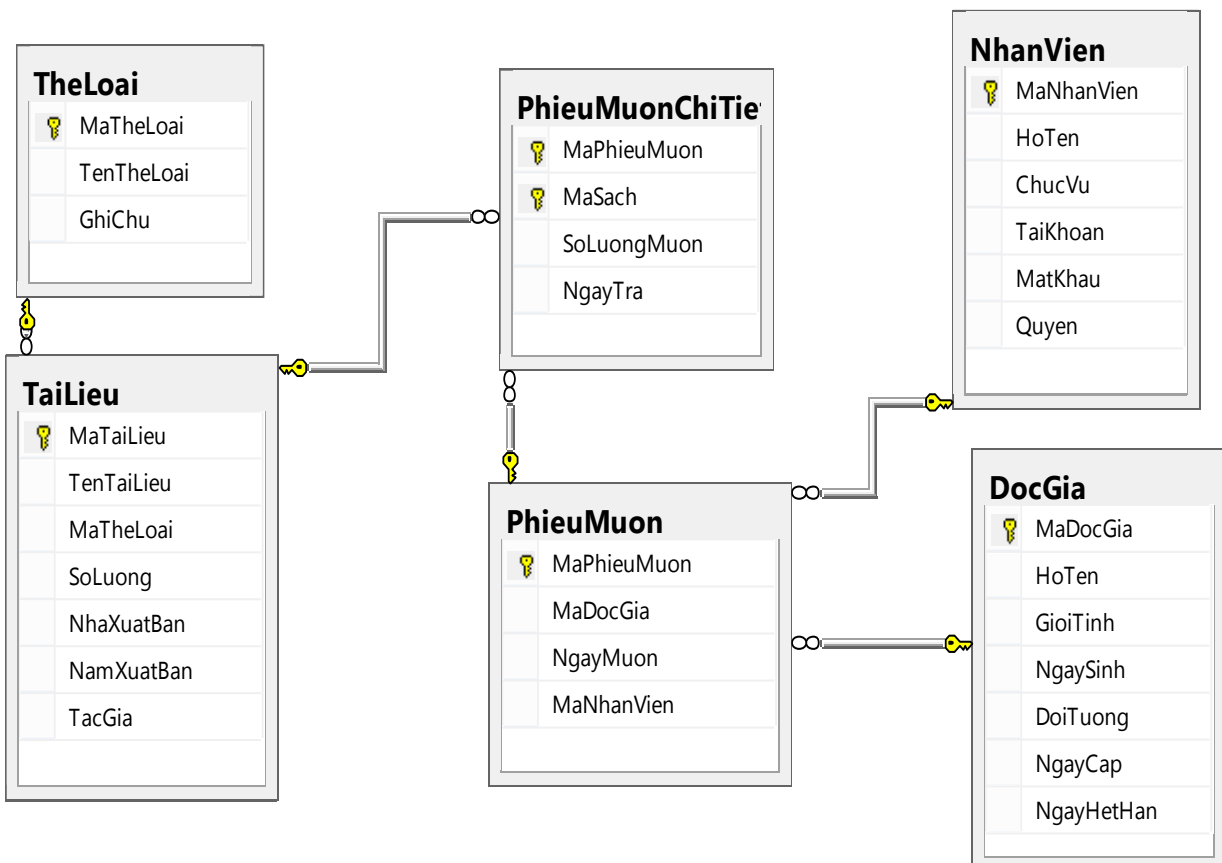 TheLoai
MaTheLoai
TenTheLoai
GhiChu
TaiLieu
MaTaiLieu
TenTaiLieu
MaTheLoai
SoLuong
NhaXuatBan
NamXuatBan
TacGia
PhieuMuonChiTie
MaPhieuMuon
MaSach
SoLuongMuon
NgayTra
PhieuMuon
MaPhieuMuon
MaDocGia
NgayMuon
MaNhanVien
NhanVien
MaNhanVien
HoTen
ChucVu
TaiKhoan
MatKhau
Quyen
DocGia
MaDocGia
HoTen
GioiTinh
NgaySinh
DoiTuong
NgayCap
NgayHetHan